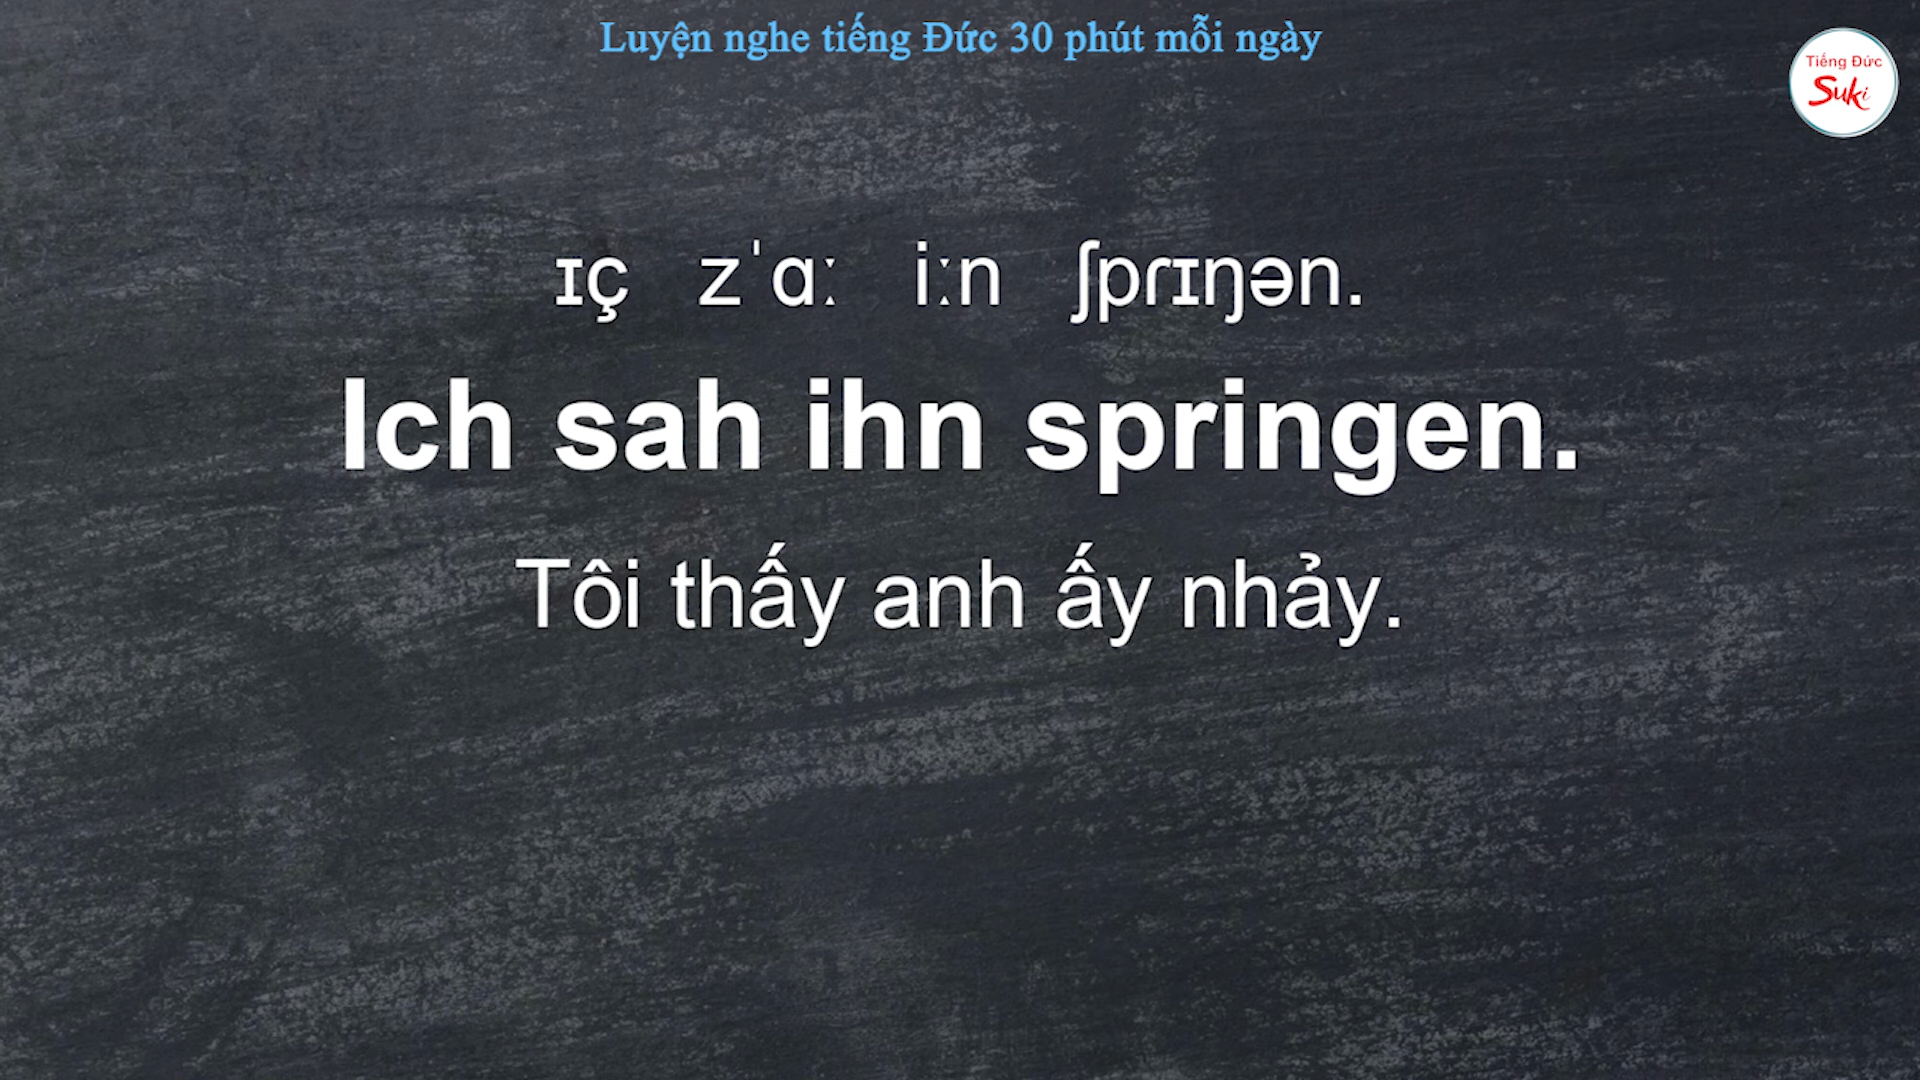 Luyện nghe tiếng Đức 30 phút mỗi ngày
Tiếng Đức
Suki
ɪç zˈɑː iːn ʃprɪŋən.
Ich sah ihn springen.
Tôi thấy anh ấy nhảy.